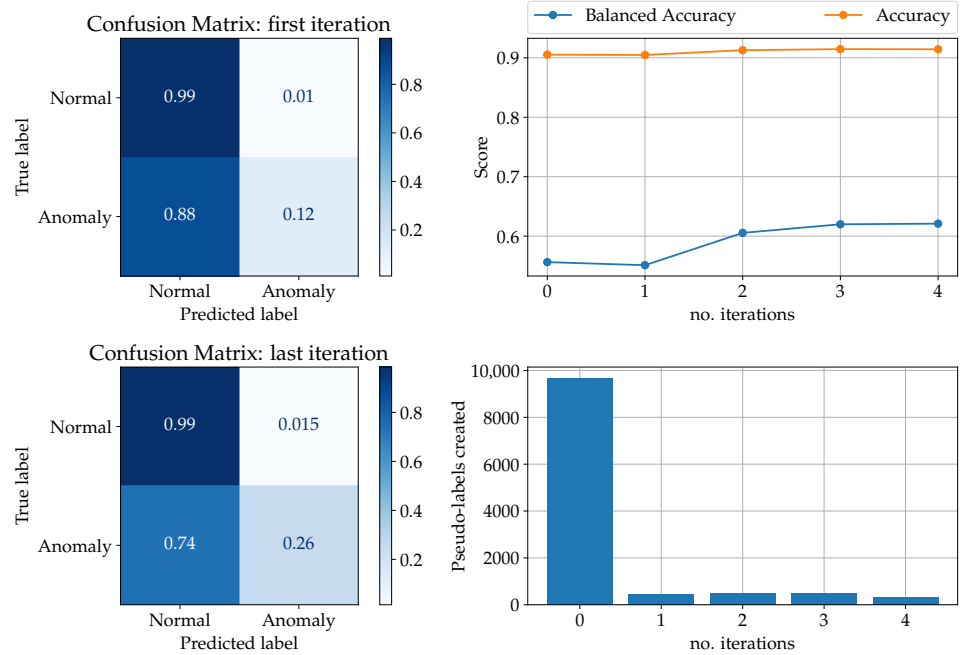 Confusion Matrix: first iteration
True label
Normal
Anomaly
0.99
0.01
0.88
0.12
Normal
Anomaly
Predicted label
0.8
0.6
0.4
0.2
Balanced Accuracy
Accuracy
Score
0.9
0.8
0.7
0.6
0
1
2
3
4
no. iterations
Confusion Matrix: last iteration
True label
Normal
Anomaly
0.99
0.015
0.74
0.26
Normal
Anomaly
Predicted label
0.8
0.6
0.4
0.2
Pseudo-labels created
10,000
8000
6000
4000
2000
0
0
1
2
3
4
no. iterations